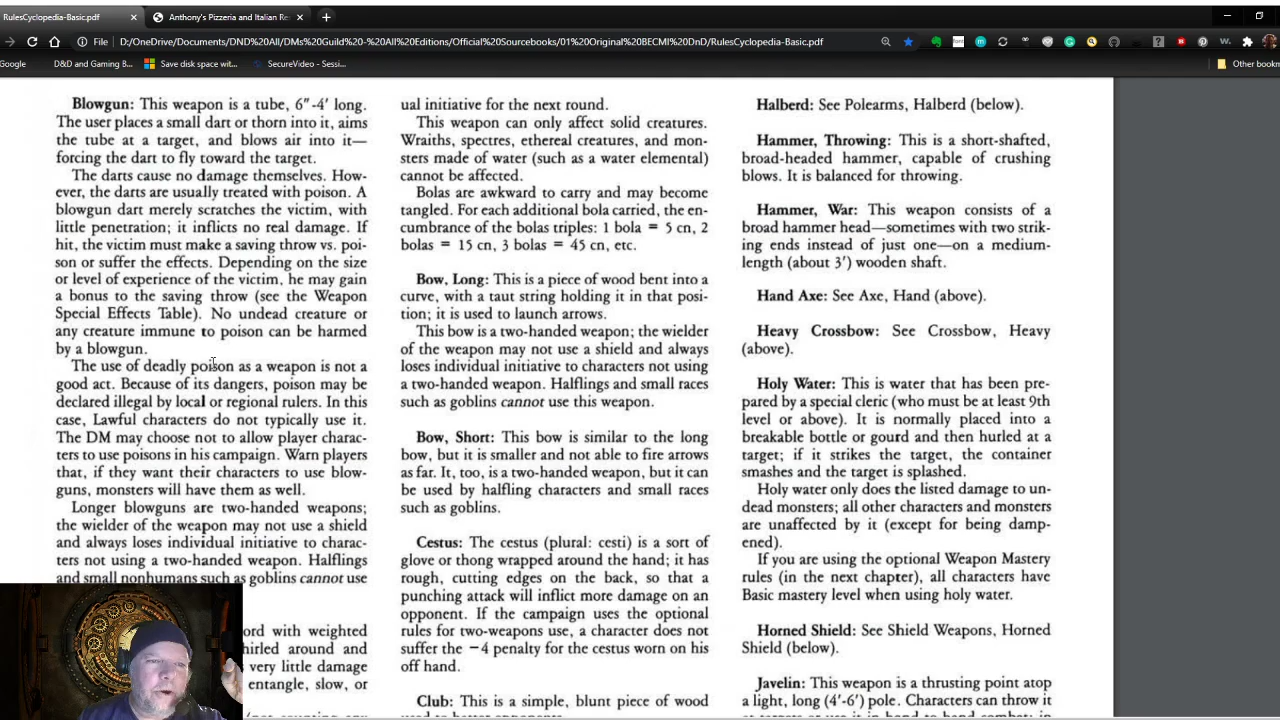 RulesCyclopedia-Basic.pdf
Anthony's Pizzeria and Italian Re
File
D:/OneDrive/Documents/DND%20All/DMs%20Guild%20-%20All%20Editions/Official%20Sourcebooks/01%20Original%20BECMI%20DnD/RulesCyclopedia-Basic.pdf
Google
D&D and Gaming B...
Save disk space wit...
SecureVideo - Sessi...
Other bookm
Blowgun: This weapon is a tube, 6"-4' long.
The user places a small dart or thorn into it, aims
the tube at a target, and blows air into it—
forcing the dart to fly toward the target.
The darts cause no damage themselves. How-
ever, the darts are usually treated with poison. A
blowgun dart merely scratches the victim, with
little penetration; it inflicts no real damage. If
hit, the victim must make a saving throw vs. poi-
son or suffer the effects. Depending on the size
or level of experience of the victim, he may gain
a bonus to the saving throw (see the Weapon
Special Effects Table). No undead creature or
any creature immune to poison can be harmed
by a blowgun.
The use of deadly poison as a weapon is not a
good act. Because of its dangers, poison may be
declared illegal by local or regional rulers. In this
case, Lawful characters do not typically use it.
The DM may choose not to allow player charac-
ters to use poisons in his campaign. Warn players
that, if they want their characters to use blow-
guns, monsters will have them as well.
Longer blowguns are two-handed weapons;
the wielder of the weapon may not use a shield
and always loses individual initiative to charac-
ters not using a two-handed weapon. Halflings
and small nonhumans such as goblins cannot use
ord with weighted
hirled around and
very little damage
entangle, slow, or
ual initiative for the next round.
This weapon can only affect solid creatures.
Wraiths, spectres, ethereal creatures, and mon-
sters made of water (such as a water elemental)
cannot be affected.
Bolas are awkward to carry and may become
tangled. For each additional bola carried, the en-
cumbrance of the bolas triples: 1 bola = 5 cn, 2
bolas = 15 cn, 3 bolas = 45 cn, etc.
Bow, Long: This is a piece of wood bent into a
curve, with a taut string holding it in that posi-
tion; it is used to launch arrows.
This bow is a two-handed weapon; the wielder
of the weapon may not use a shield and always
loses individual initiative to characters not using
a two-handed weapon. Halflings and small races
such as goblins cannot use this weapon.
Bow, Short: This bow is similar to the long
bow, but it is smaller and not able to fire arrows
as far. It, too, is a two-handed weapon, but it can
be used by halfling characters and small races
such as goblins.
Cestus: The cestus (plural: cesti) is a sort of
glove or thong wrapped around the hand; it has
rough, cutting edges on the back, so that a
punching attack will inflict more damage on an
opponent. If the campaign uses the optional
rules for two-weapons use, a character does not
suffer the −4 penalty for the cestus worn on his
off hand.
Club: This is a simple, blunt piece of wood
Halberd: See Polearms, Halberd (below).
Hammer, Throwing: This is a short-shafted,
broad-headed hammer, capable of crushing
blows. It is balanced for throwing.
Hammer, War: This weapon consists of a
broad hammer head—sometimes with two strik-
ing ends instead of just one—on a medium-
length (about 3') wooden shaft.
Hand Axe: See Axe, Hand (above).
Heavy Crossbow: See Crossbow, Heavy
(above).
Holy Water: This is water that has been pre-
pared by a special cleric (who must be at least 9th
level or above). It is normally placed into a
breakable bottle or gourd and then hurled at a
target; if it strikes the target, the container
smashes and the target is splashed.
Holy water only does the listed damage to un-
dead monsters; all other characters and monsters
are unaffected by it (except for being damp-
ened).
If you are using the optional Weapon Mastery
rules (in the next chapter), all characters have
Basic mastery level when using holy water.
Horned Shield: See Shield Weapons, Horned
Shield (below).
Javelin: This weapon is a thrusting point atop
a light, long (4'-6') pole. Characters can throw it